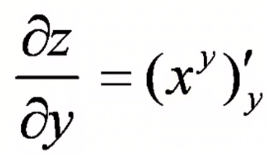 ∂z/∂y = (x^y)′_y